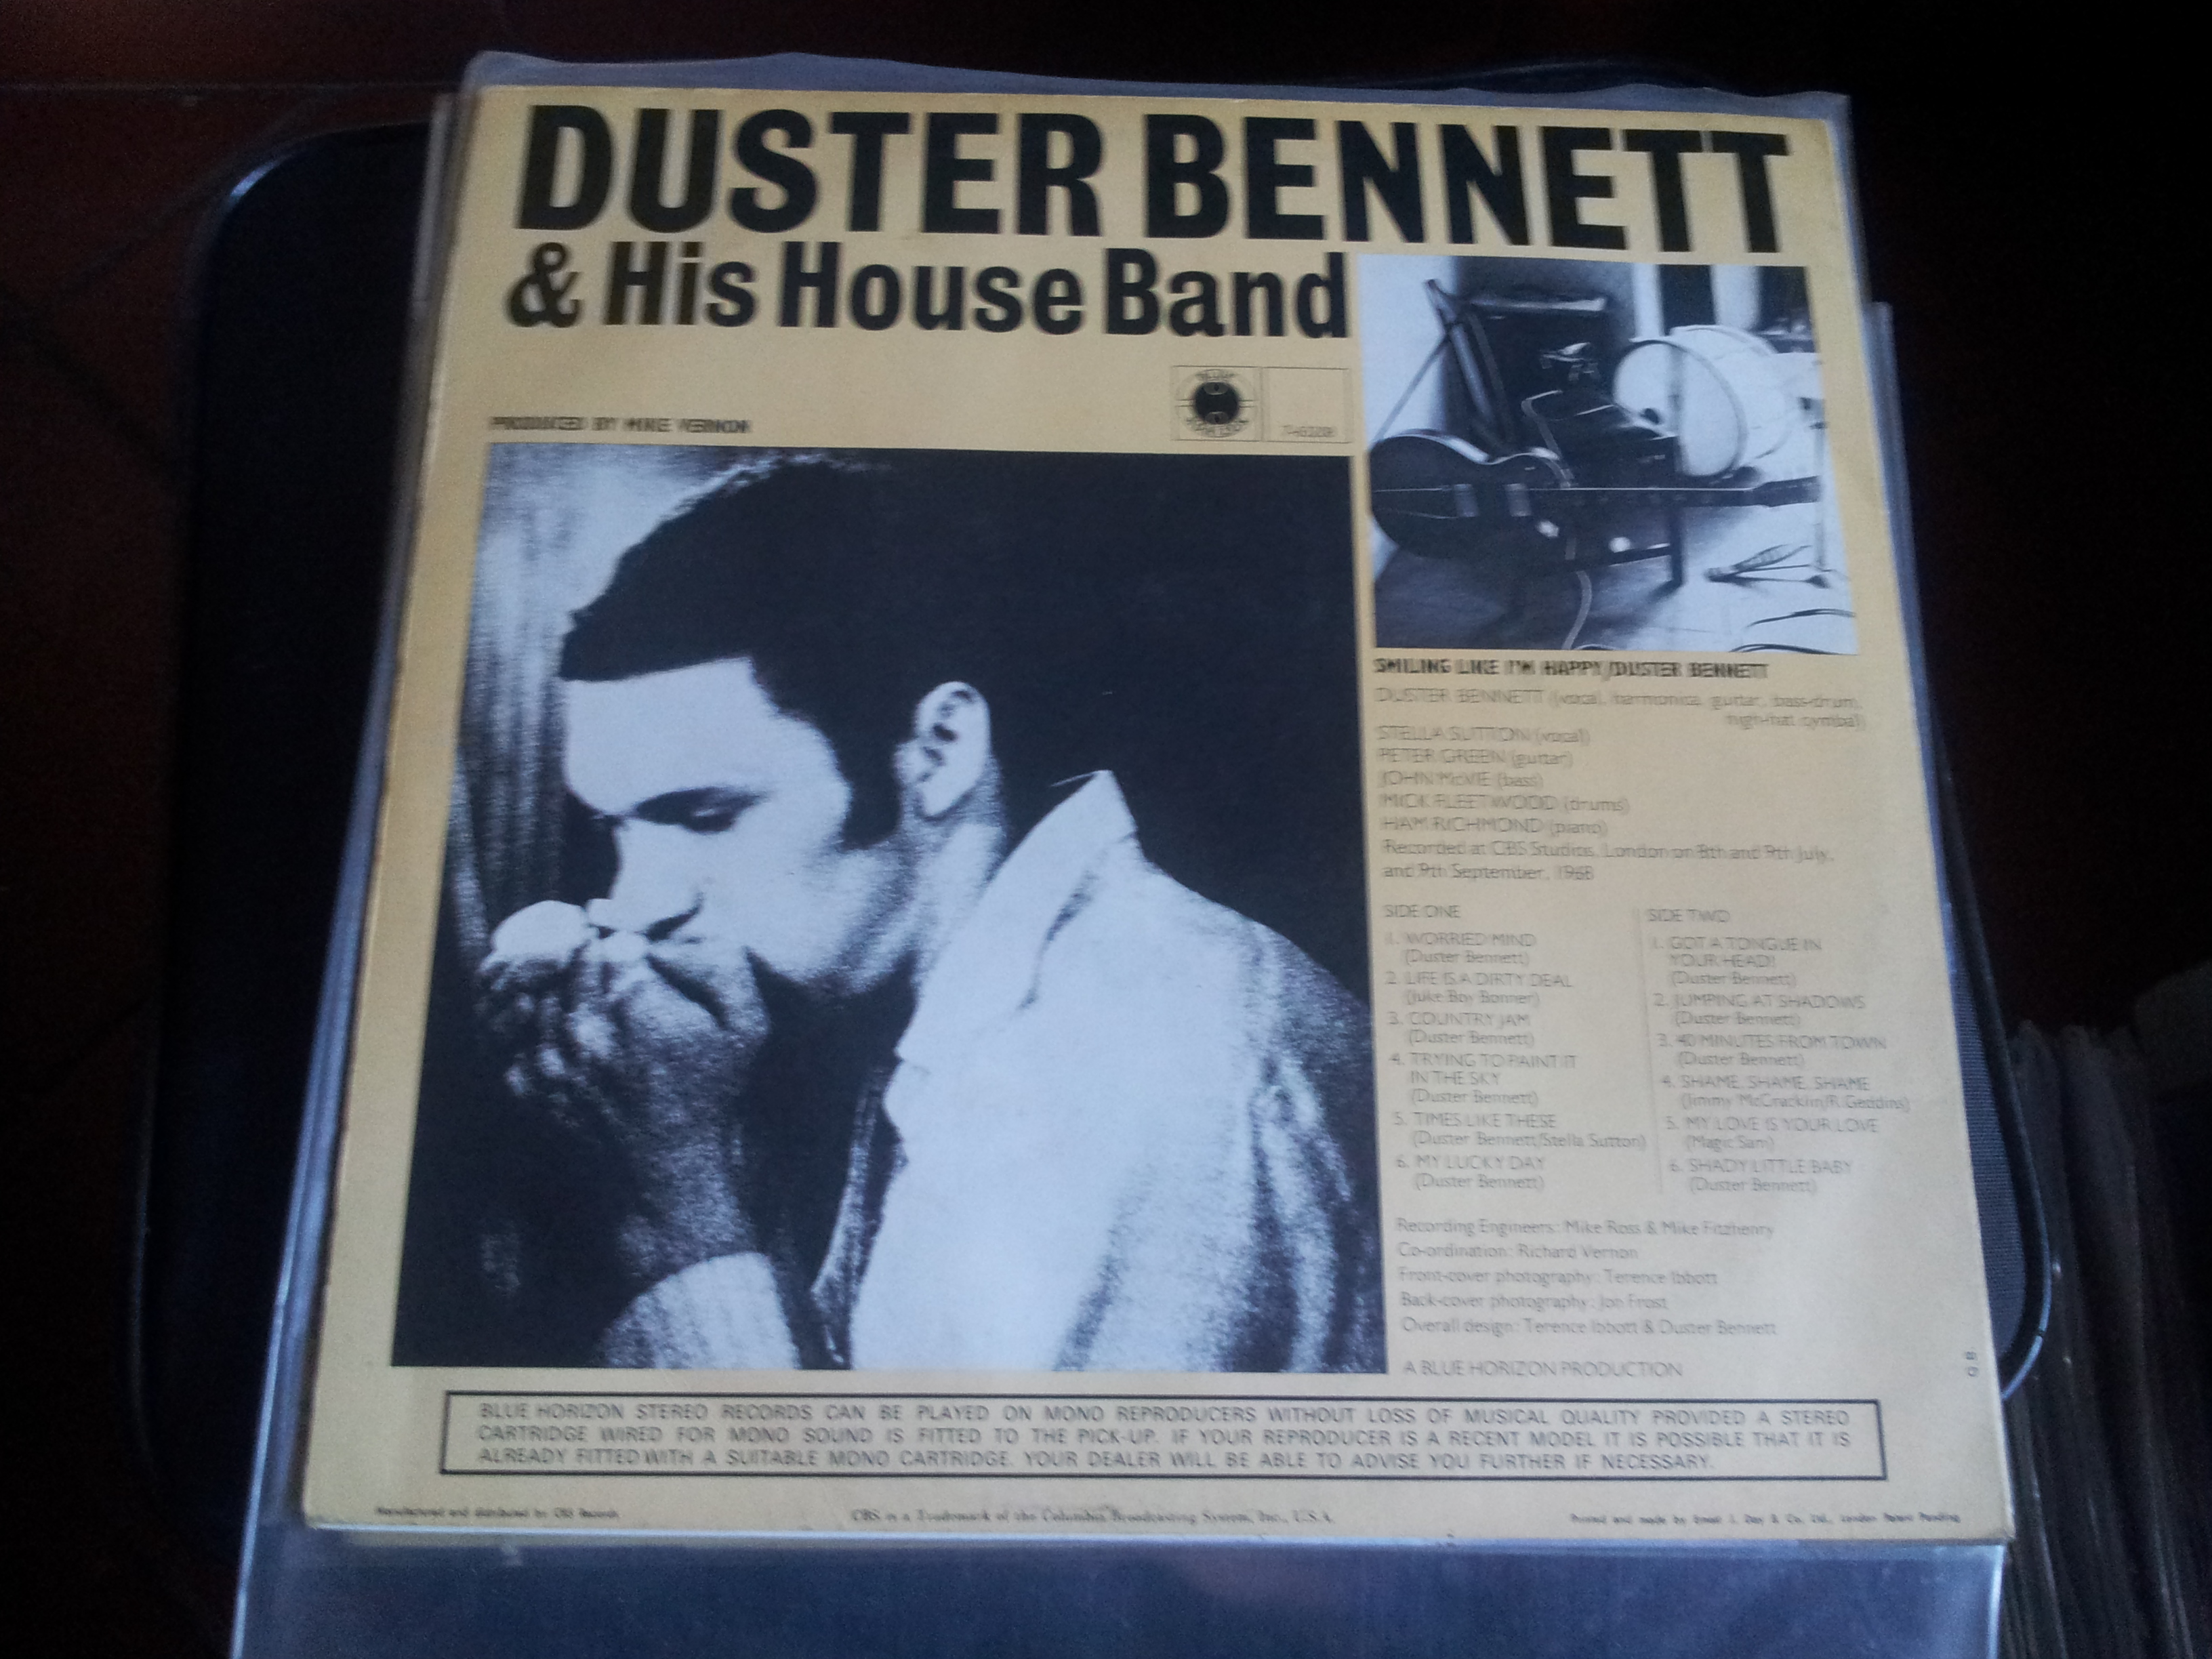 DUSTER BENNETT
& His House Band
PRODUCED BY MIKE VERNON
SMILING LIKE I'M HAPPY/DUSTER BENNETT
DUSTER BENNETT (vocal, harmonica, guitar, bass-drum,
high-hat cymbal)
STELLA SUTTON (vocal)
PETER GREEN (guitar)
JOHN McVIE (bass)
MICK FLEETWOOD (drums)
HAM RICHMOND (piano)
Recorded at CBS Studios, London on 8th and 9th July,
and 9th September, 1968
SIDE ONE
1. WORRIED MIND
(Duster Bennett)
2. LIFE IS A DIRTY DEAL
(Juke Boy Bonner)
3. COUNTRY JAM
(Duster Bennett)
4. TRYING TO PAINT IT
IN THE SKY
(Duster Bennett)
5. TIMES LIKE THESE
(Duster Bennett/Stella Sutton)
6. MY LUCKY DAY
(Duster Bennett)
SIDE TWO
1. GOT A TONGUE IN
YOUR HEAD!
(Duster Bennett)
2. JUMPING AT SHADOWS
(Duster Bennett)
3. 40 MINUTES FROM TOWN
(Duster Bennett)
4. SHAME, SHAME, SHAME
(Jimmy McCracklin/R. Geddins)
5. MY LOVE IS YOUR LOVE
(Magic Sam)
6. SHADY LITTLE BABY
(Duster Bennett)
Recording Engineers: Mike Ross & Mike Fitzhenry
Co-ordination: Richard Vernon
Front-cover photography: Terence Ibbott
Back-cover photography: Jon Frost
Overall design: Terence Ibbott & Duster Bennett
A BLUE HORIZON PRODUCTION
BLUE HORIZON STEREO RECORDS CAN BE PLAYED ON MONO REPRODUCERS WITHOUT LOSS OF MUSICAL QUALITY PROVIDED A STEREO
CARTRIDGE WIRED FOR MONO SOUND IS FITTED TO THE PICK-UP. IF YOUR REPRODUCER IS A RECENT MODEL IT IS POSSIBLE THAT IT IS
ALREADY FITTED WITH A SUITABLE MONO CARTRIDGE. YOUR DEALER WILL BE ABLE TO ADVISE YOU FURTHER IF NECESSARY.
Manufactured and distributed by CBS Records
CBS is a Trademark of the Columbia Broadcasting System, Inc., U.S.A.
Printed and made by Ernest J. Day & Co. Ltd., London Patent Pending